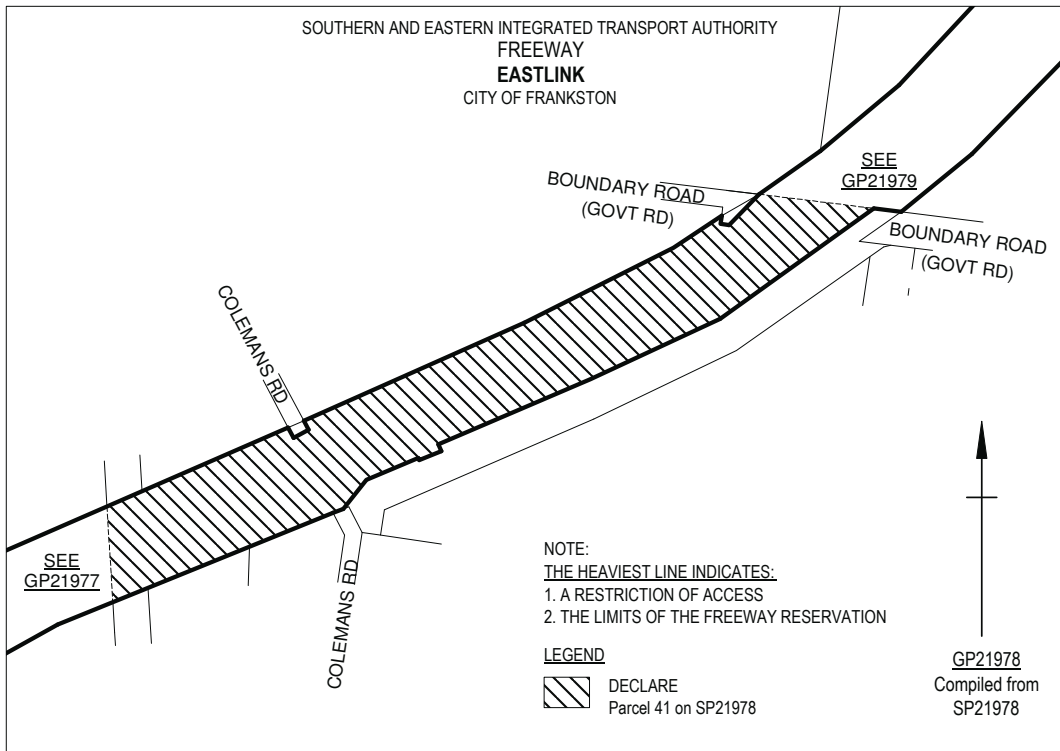 SOUTHERN AND EASTERN INTEGRATED TRANSPORT AUTHORITY
FREEWAY
EASTLINK
CITY OF FRANKSTON
SEE
GP21979
BOUNDARY ROAD
(GOVT RD)
BOUNDARY ROAD
(GOVT RD)
COLEMANS RD
SEE
GP21977
COLEMANS RD
NOTE:
THE HEAVIEST LINE INDICATES:
1. A RESTRICTION OF ACCESS
2. THE LIMITS OF THE FREEWAY RESERVATION
LEGEND
DECLARE
Parcel 41 on SP21978
GP21978
Compiled from
SP21978